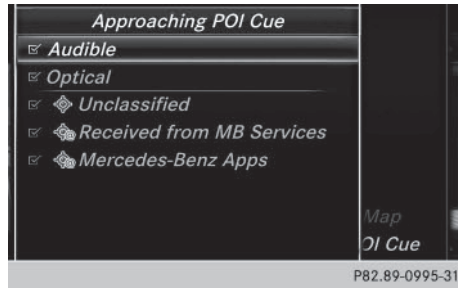 Approaching POI Cue
Audible
Optical
Unclassified
Received from MB Services
Mercedes-Benz Apps
Map
OI Cue
P82.89-0995-31